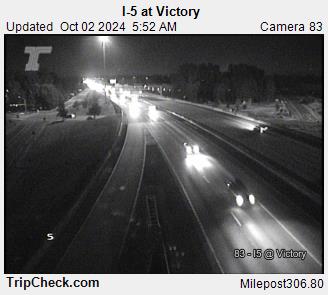 I-5 at Victory
Updated Oct 02 2024 5:52 AM Camera 83
T
S
83 - I5 @ Victory
TripCheck.com Milepost306.80